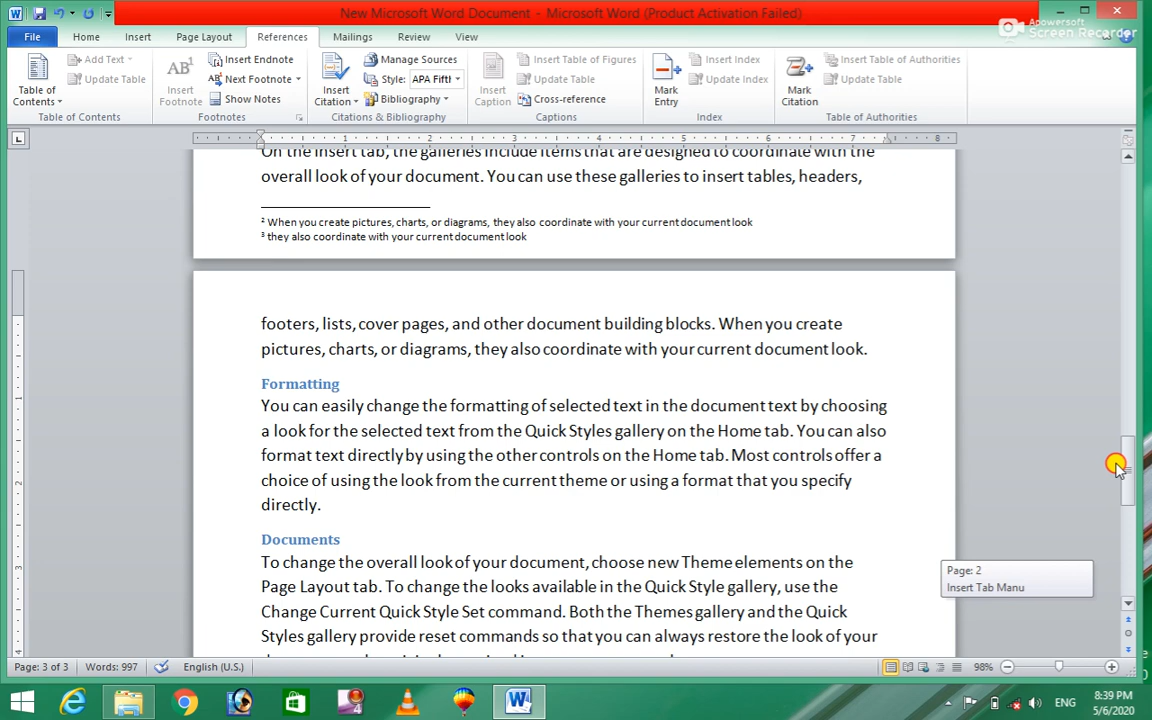 New Microsoft Word Document - Microsoft Word (Product Activation Failed)
Apowersoft
Screen Recorder
File Home Insert Page Layout References Mailings Review View
Table of Contents
Add Text
Update Table
Table of Contents
AB¹
Insert Footnote
Insert Endnote
AB Next Footnote
Show Notes
Footnotes
Insert Citation
Manage Sources
Style: APA Fift
Bibliography
Citations & Bibliography
Insert Caption
Insert Table of Figures
Update Table
Cross-reference
Captions
Mark Entry
Insert Index
Update Index
Index
Mark Citation
Insert Table of Authorities
Update Table
Table of Authorities
1 2 3 4 5 6 7 8
On the Insert tab, the galleries include items that are designed to coordinate with the
overall look of your document. You can use these galleries to insert tables, headers,
² When you create pictures, charts, or diagrams, they also coordinate with your current document look
³ they also coordinate with your current document look
footers, lists, cover pages, and other document building blocks. When you create
pictures, charts, or diagrams, they also coordinate with your current document look.
Formatting
You can easily change the formatting of selected text in the document text by choosing
a look for the selected text from the Quick Styles gallery on the Home tab. You can also
format text directly by using the other controls on the Home tab. Most controls offer a
choice of using the look from the current theme or using a format that you specify
directly.
Documents
To change the overall look of your document, choose new Theme elements on the
Page Layout tab. To change the looks available in the Quick Style gallery, use the
Change Current Quick Style Set command. Both the Themes gallery and the Quick
Styles gallery provide reset commands so that you can always restore the look of your
Page: 2
Insert Tab Manu
Page: 3 of 3 Words: 997 English (U.S.) 98%
ENG
8:39 PM
5/6/2020